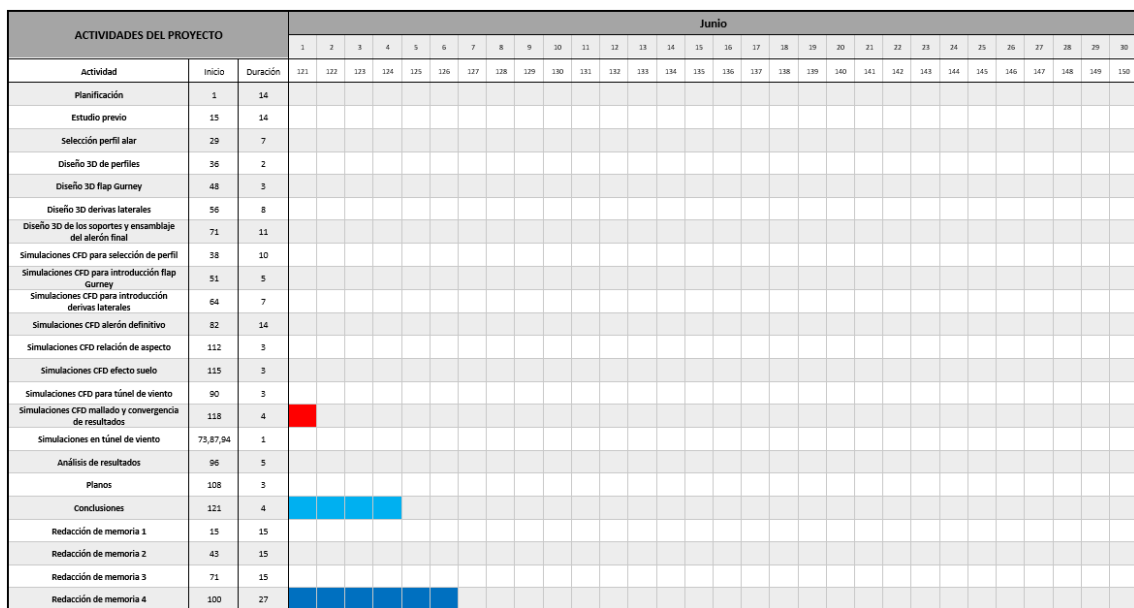 ACTIVIDADES DEL PROYECTO
Junio
1 2 3 4 5 6 7 8 9 10 11 12 13 14 15 16 17 18 19 20 21 22 23 24 25 26 27 28 29 30
Actividad Inicio Duración 121 122 123 124 125 126 127 128 129 130 131 132 133 134 135 136 137 138 139 140 141 142 143 144 145 146 147 148 149 150
Planificación 1 14
Estudio previo 15 14
Selección perfil alar 29 7
Diseño 3D de perfiles 36 2
Diseño 3D flap Gurney 48 3
Diseño 3D derivas laterales 56 8
Diseño 3D de los soportes y ensamblaje
del alerón final 71 11
Simulaciones CFD para selección de perfil 38 10
Simulaciones CFD para introducción flap
Gurney 51 5
Simulaciones CFD para introducción
derivas laterales 64 7
Simulaciones CFD alerón definitivo 82 14
Simulaciones CFD relación de aspecto 112 3
Simulaciones CFD efecto suelo 115 3
Simulaciones CFD para túnel de viento 90 3
Simulaciones CFD mallado y convergencia
de resultados 118 4
Simulaciones en túnel de viento 73,87,94 1
Análisis de resultados 96 5
Planos 108 3
Conclusiones 121 4
Redacción de memoria 1 15 15
Redacción de memoria 2 43 15
Redacción de memoria 3 71 15
Redacción de memoria 4 100 27